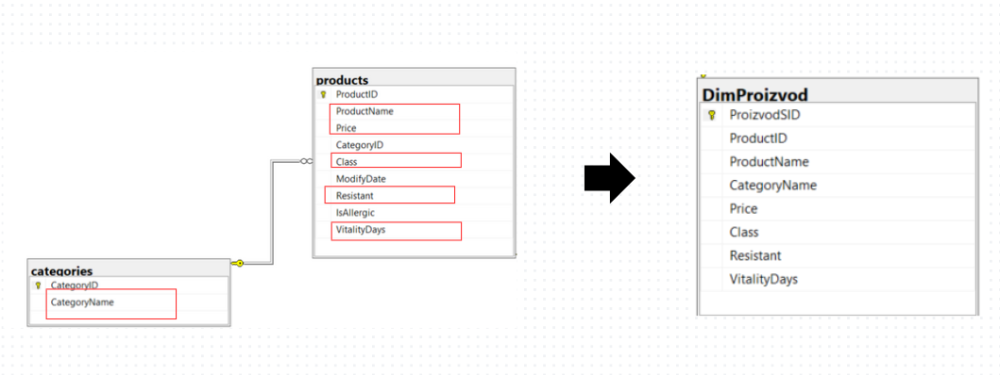 products
ProductID
ProductName
Price
CategoryID
Class
ModifyDate
Resistant
IsAllergic
VitalityDays
categories
CategoryID
CategoryName
DimProizvod
ProizvodSID
ProductID
ProductName
CategoryName
Price
Class
Resistant
VitalityDays